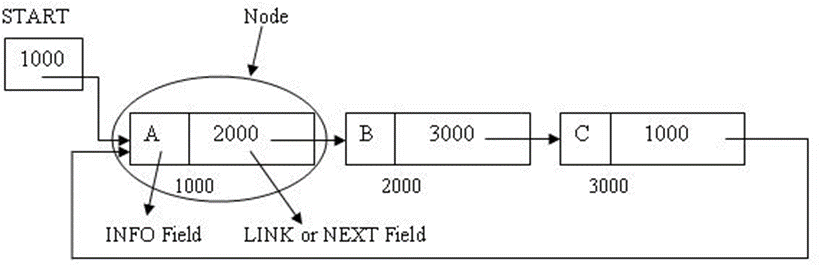 START
Node
1000
A 2000
B 3000
C 1000
1000
2000
3000
INFO Field
LINK or NEXT Field